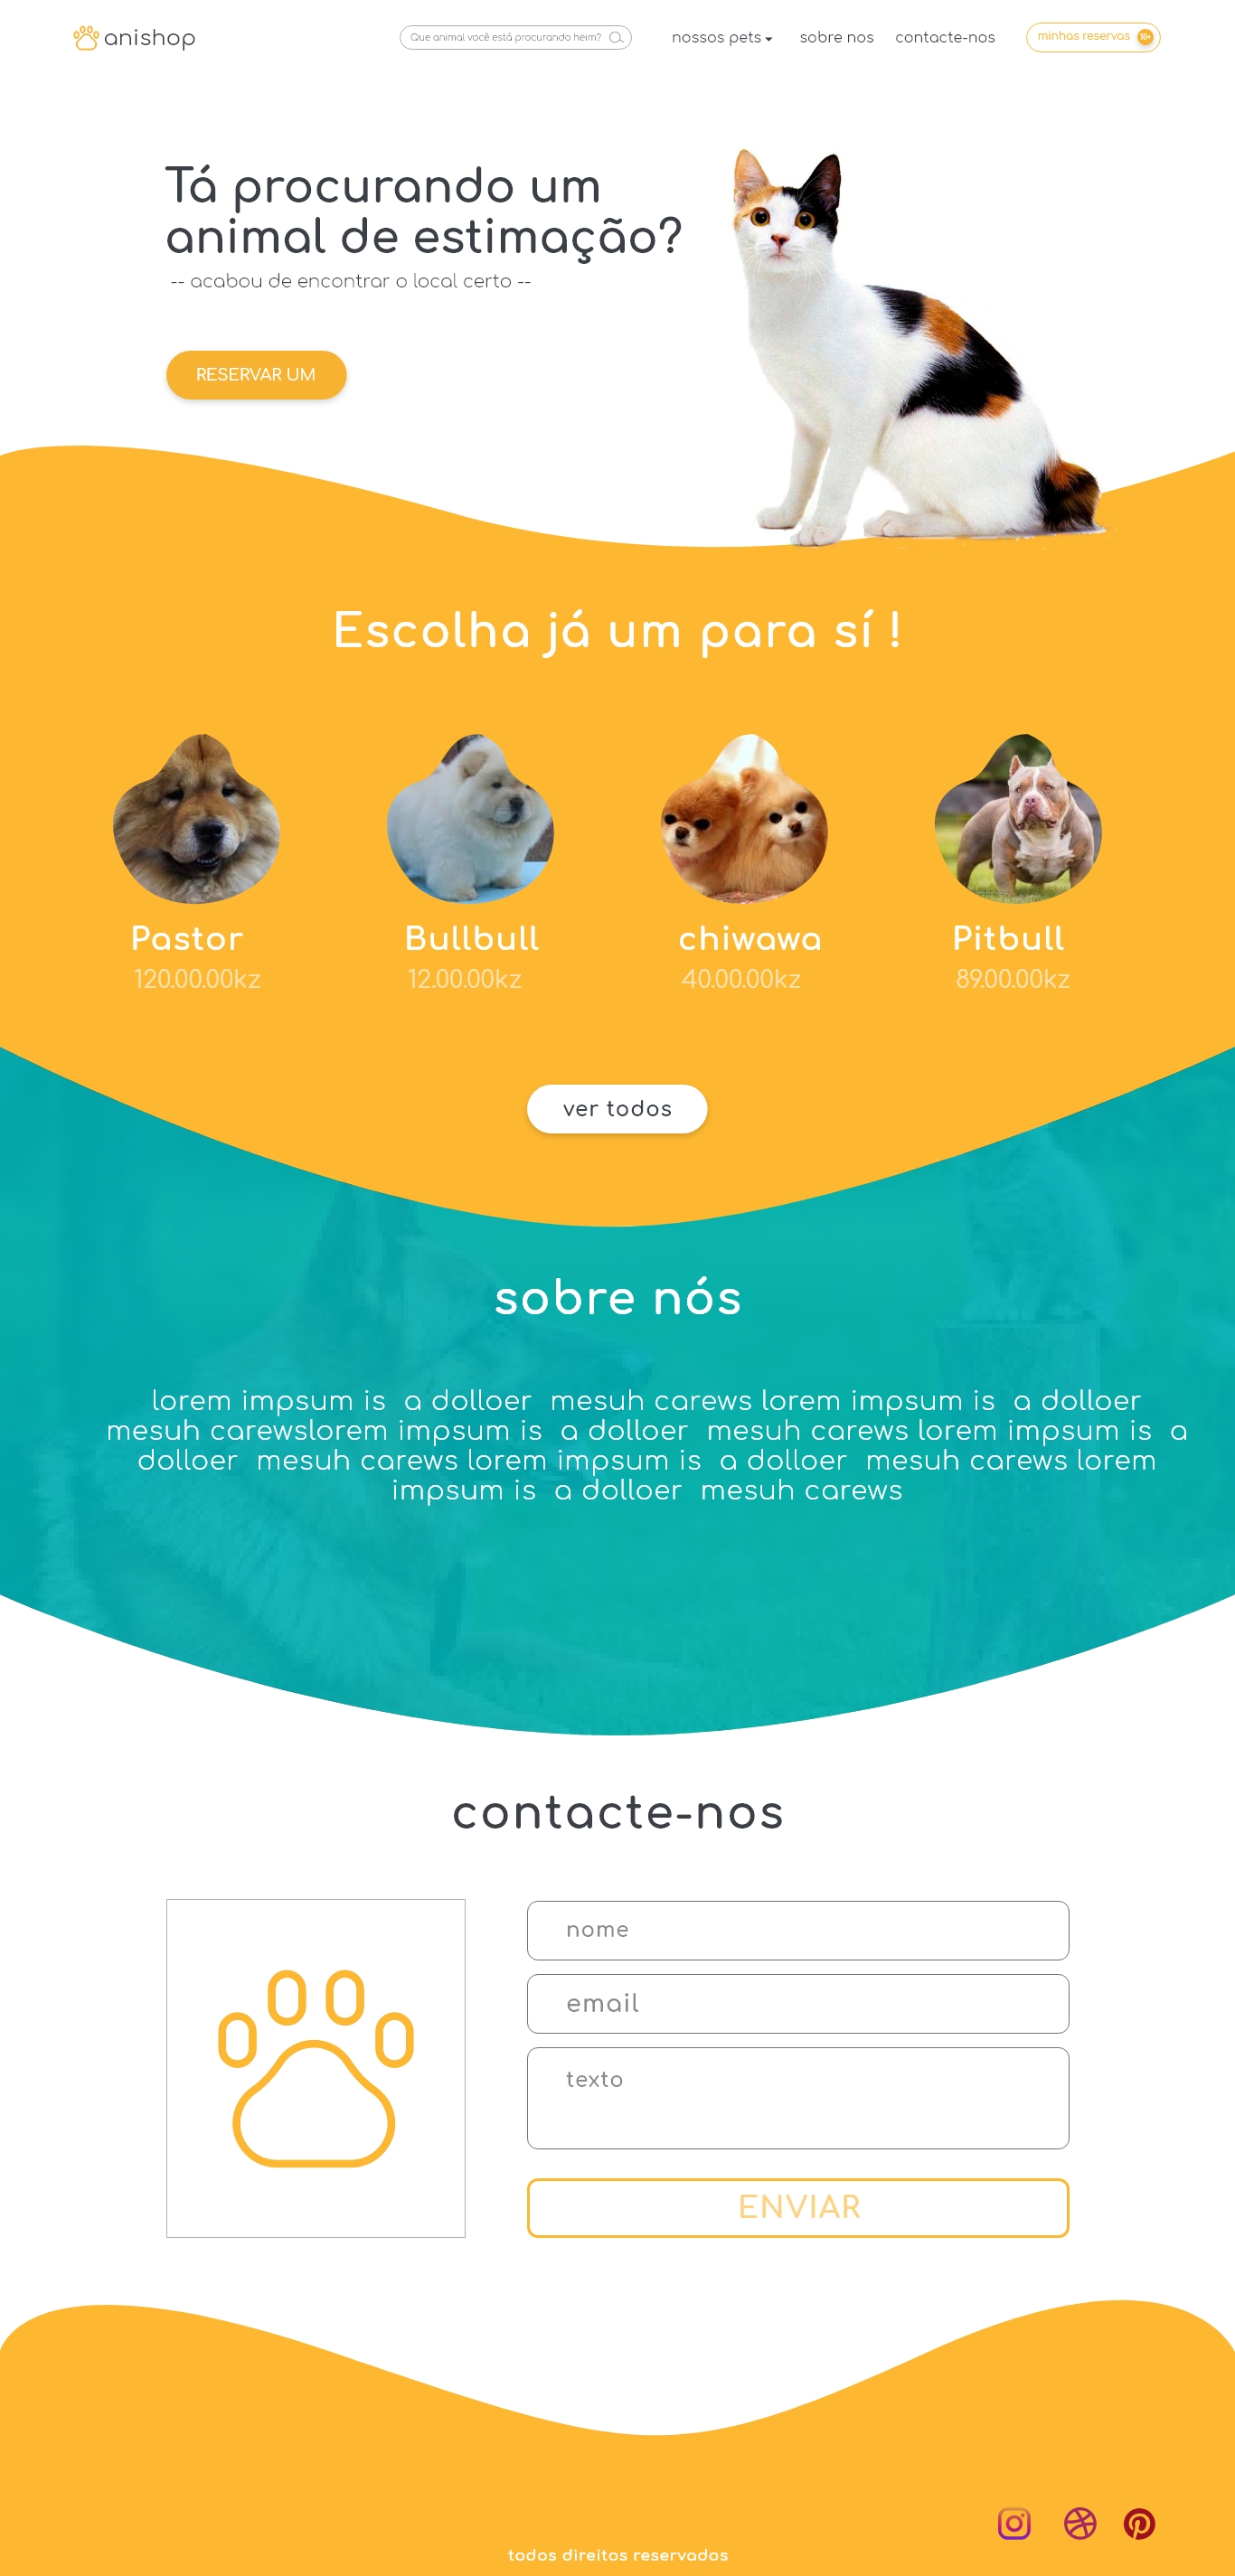 anishop
Que animal você está procurando heim?
nossos pets
sobre nos
contacte-nos
minhas reservas
10+
Tá procurando um
animal de estimação?
-- acabou de encontrar o local certo --
RESERVAR UM
Escolha já um para sí !
Pastor
120.00.00kz
Bullbull
12.00.00kz
chiwawa
40.00.00kz
Pitbull
89.00.00kz
ver todos
sobre nós
lorem impsum is a dolloer mesuh carews lorem impsum is a dolloer
mesuh carewslorem impsum is a dolloer mesuh carews lorem impsum is a
dolloer mesuh carews lorem impsum is a dolloer mesuh carews lorem
impsum is a dolloer mesuh carews
contacte-nos
nome
email
texto
ENVIAR
todos direitos reservados